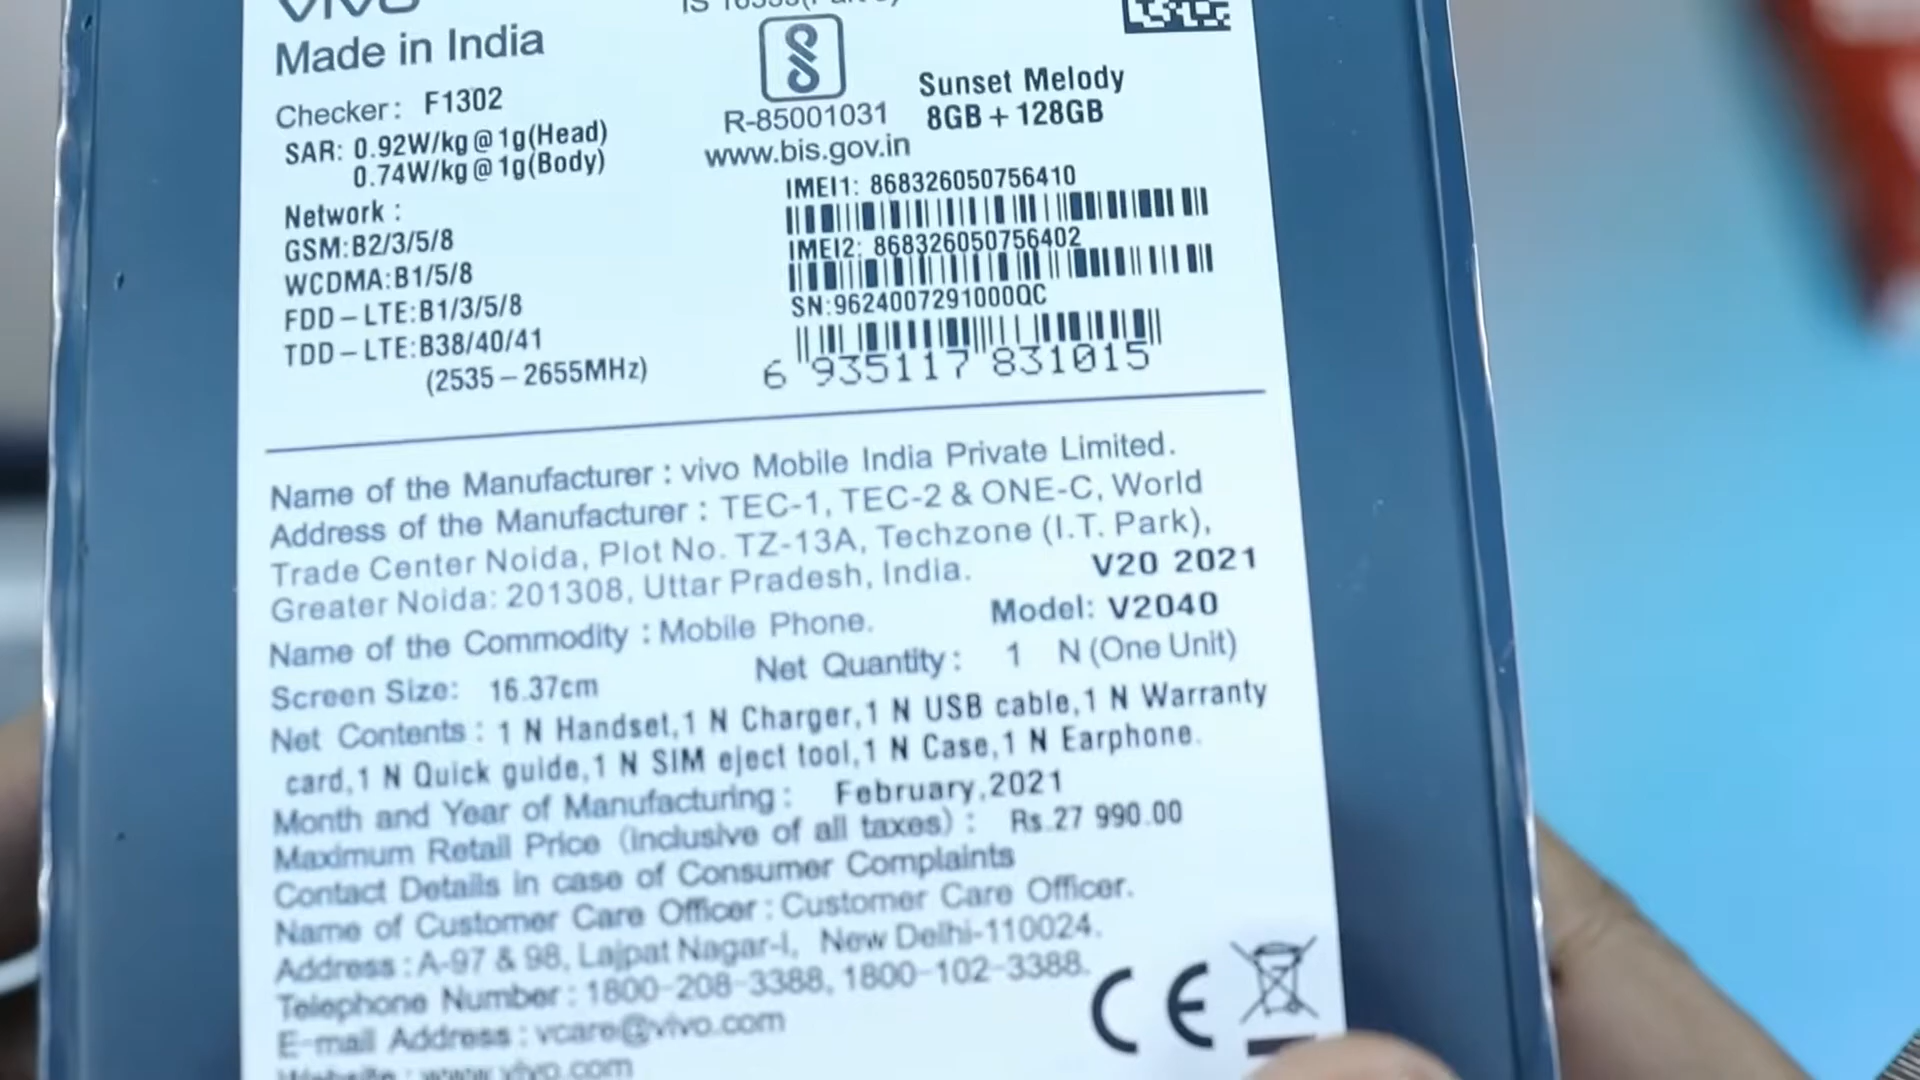 vivo
Made in India
Checker: F1302
SAR: 0.92W/kg@1g(Head)
0.74W/kg@1g(Body)
Network :
GSM:B2/3/5/8
WCDMA:B1/5/8
FDD-LTE:B1/3/5/8
TDD-LTE:B38/40/41
(2535-2655MHz)
R-85001031
www.bis.gov.in
Sunset Melody
8GB+128GB
IMEI1: 868326050756410
IMEI2: 868326050756402
SN:9624007291000QC
6 935117 831015
Name of the Manufacturer : vivo Mobile India Private Limited.
Address of the Manufacturer : TEC-1, TEC-2 & ONE-C, World
Trade Center Noida, Plot No. TZ-13A, Techzone (I.T. Park),
Greater Noida: 201308, Uttar Pradesh, India.
V20 2021
Name of the Commodity : Mobile Phone.
Model: V2040
Screen Size: 16.37cm
Net Quantity: 1 N (One Unit)
Net Contents : 1 N Handset,1 N Charger,1 N USB cable,1 N Warranty
card,1 N Quick guide,1 N SIM eject tool,1 N Case,1 N Earphone.
Month and Year of Manufacturing : February,2021
Maximum Retail Price (inclusive of all taxes) : Rs.27 990.00
Contact Details in case of Consumer Complaints
Name of Customer Care Officer : Customer Care Officer.
Address : A-97 & 98, Lajpat Nagar-I, New Delhi-110024.
Telephone Number : 1800-208-3388, 1800-102-3388.
E-mail Address : vcare@vivo.com
Website : www.vivo.com
CE